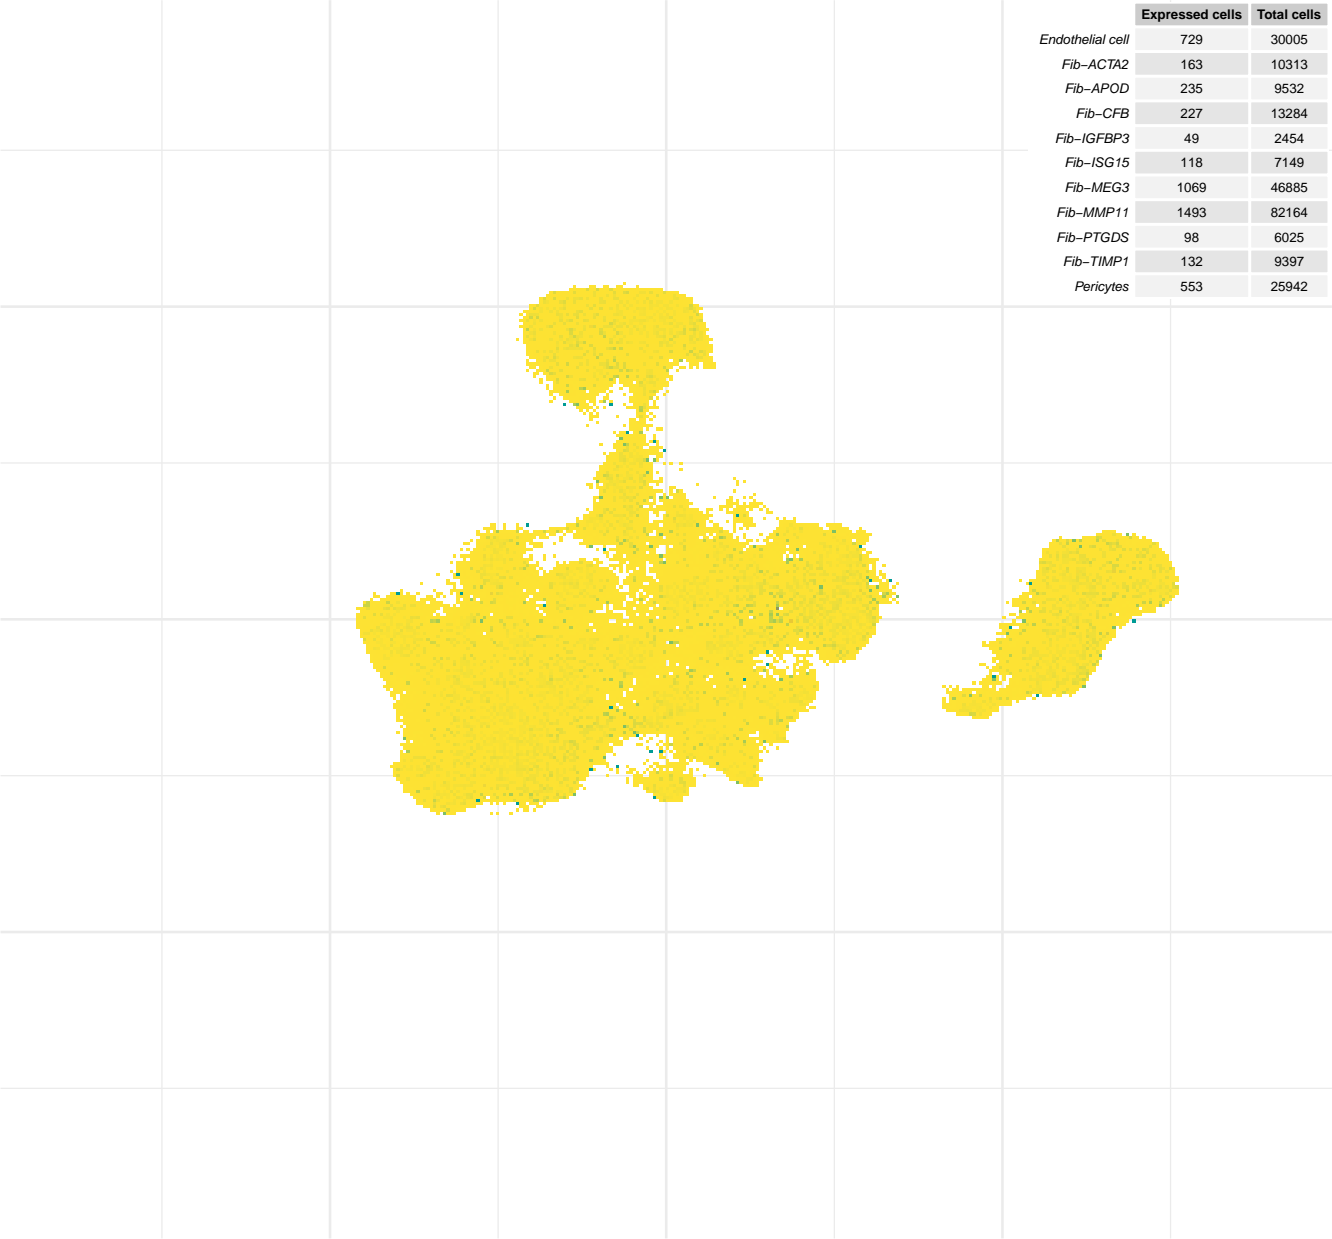 Expressed cells Total cells
Endothelial cell 729 30005
Fib−ACTA2 163 10313
Fib−APOD 235 9532
Fib−CFB 227 13284
Fib−IGFBP3 49 2454
Fib−ISG15 118 7149
Fib−MEG3 1069 46885
Fib−MMP11 1493 82164
Fib−PTGDS 98 6025
Fib−TIMP1 132 9397
Pericytes 553 25942